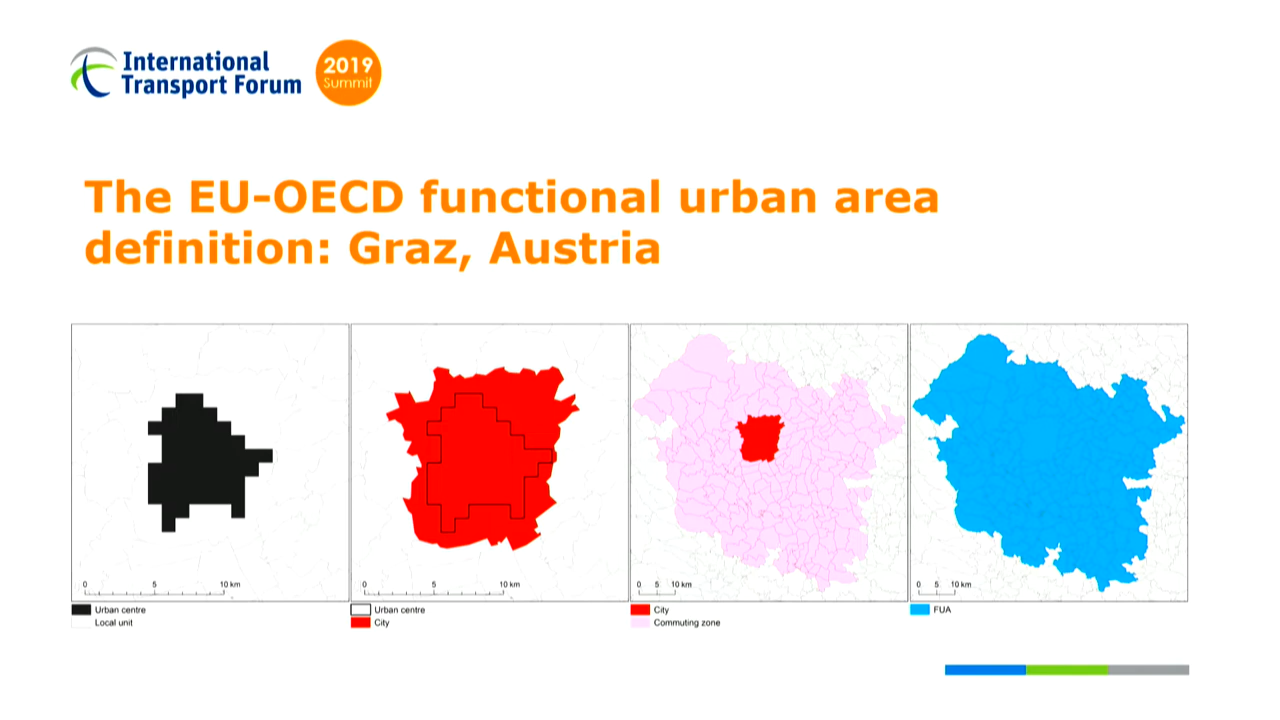 International
Transport Forum
2019
Summit
The EU-OECD functional urban area
definition: Graz, Austria
0 5 10 km
Urban centre
Local unit
0 5 10 km
Urban centre
City
0 5 10 km
City
Commuting zone
0 5 10 km
FUA